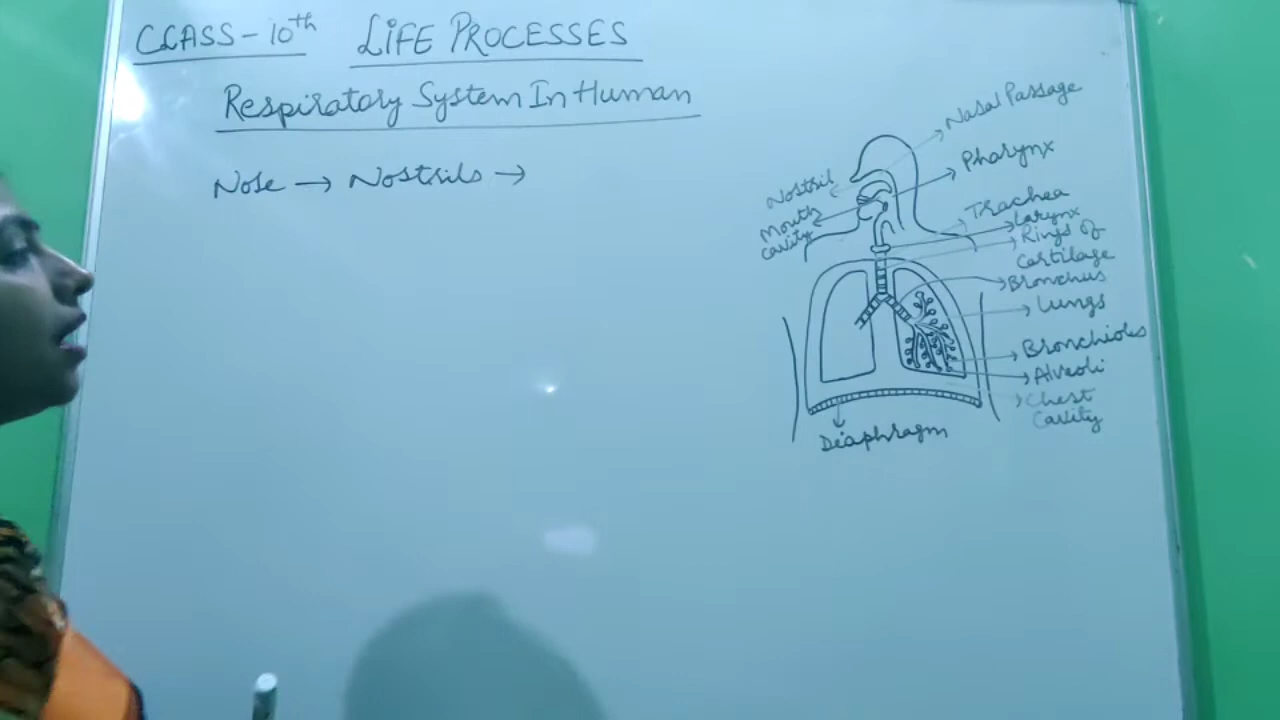 CLASS - 10th LIFE PROCESSES
Respiratory System In Human
Nose → Nostrils →
Nasal Passage
Pharynx
Nostril
Mouth
cavity
Trachea
Larynx
Rings of
Cartilage
Bronchus
Lungs
Bronchioles
Alveoli
Chest
Cavity
Diaphragm